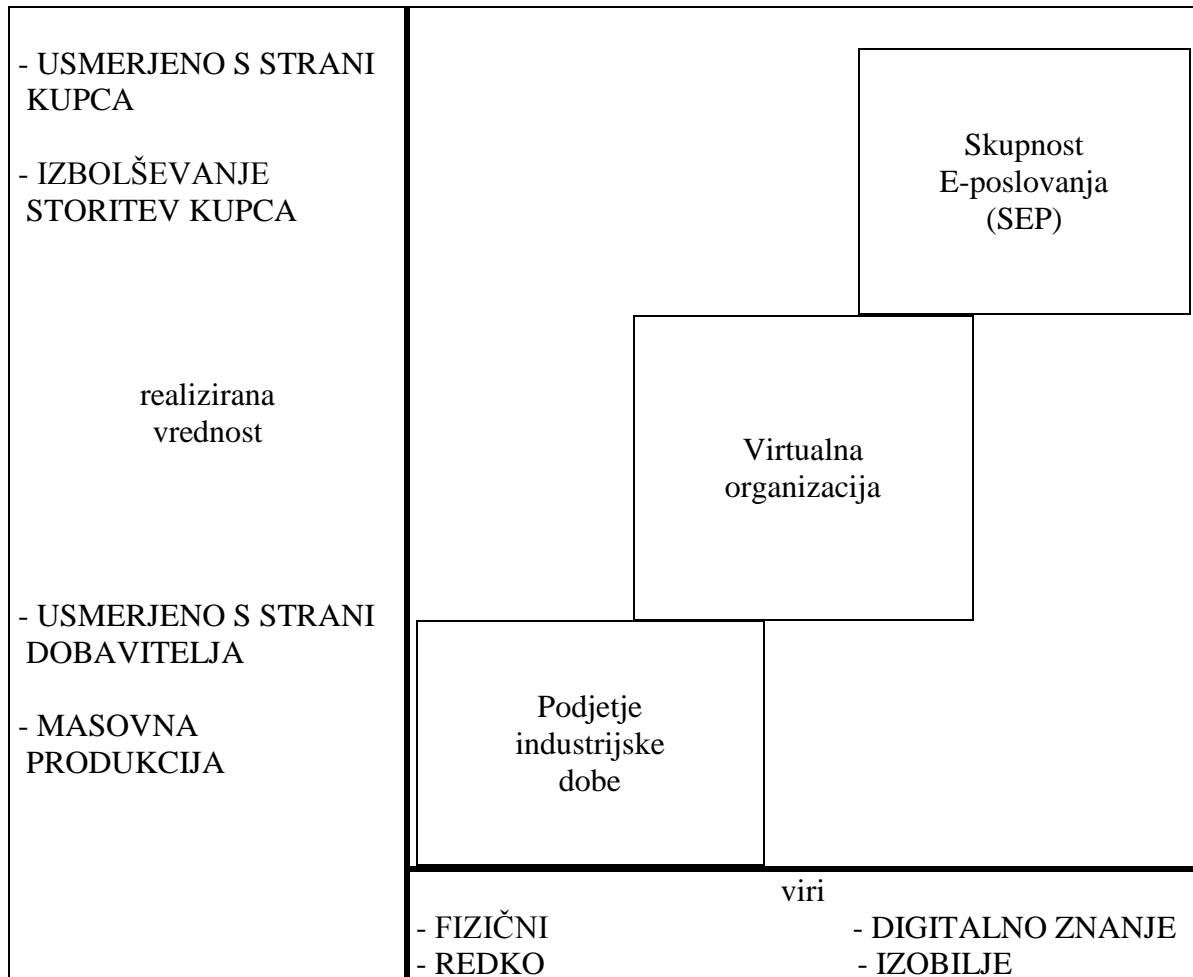 - USMERJENO S STRANI
KUPCA
- IZBOLŠEVANJE
STORITEV KUPCA
realizirana
vrednost
- USMERJENO S STRANI
DOBAVITELJA
- MASOVNA
PRODUKCIJA
Skupnost
E-poslovanja
(SEP)
Virtualna
organizacija
Podjetje
industrijske
dobe
viri
- FIZIČNI
- REDKO
- DIGITALNO ZNANJE
- IZOBILJE